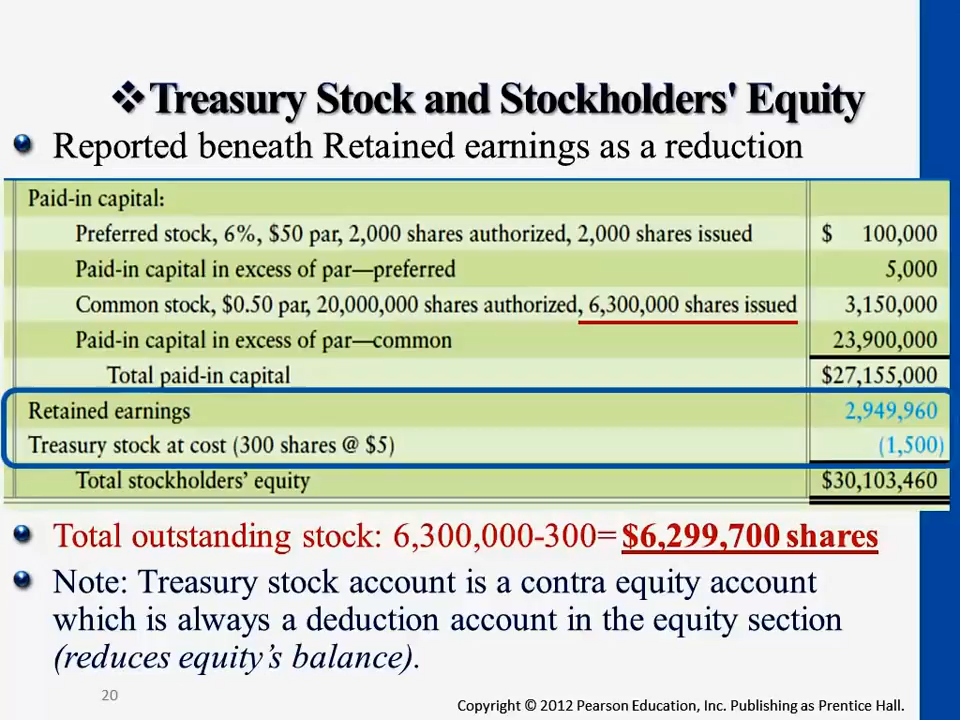 ❖Treasury Stock and Stockholders' Equity
Reported beneath Retained earnings as a reduction
Paid-in capital:
Preferred stock, 6%, $50 par, 2,000 shares authorized, 2,000 shares issued $ 100,000
Paid-in capital in excess of par—preferred 5,000
Common stock, $0.50 par, 20,000,000 shares authorized, 6,300,000 shares issued 3,150,000
Paid-in capital in excess of par—common 23,900,000
Total paid-in capital $27,155,000
Retained earnings 2,949,960
Treasury stock at cost (300 shares @ $5) (1,500)
Total stockholders’ equity $30,103,460
Total outstanding stock: 6,300,000-300= $6,299,700 shares
Note: Treasury stock account is a contra equity account
which is always a deduction account in the equity section
(reduces equity’s balance).
20
Copyright © 2012 Pearson Education, Inc. Publishing as Prentice Hall.